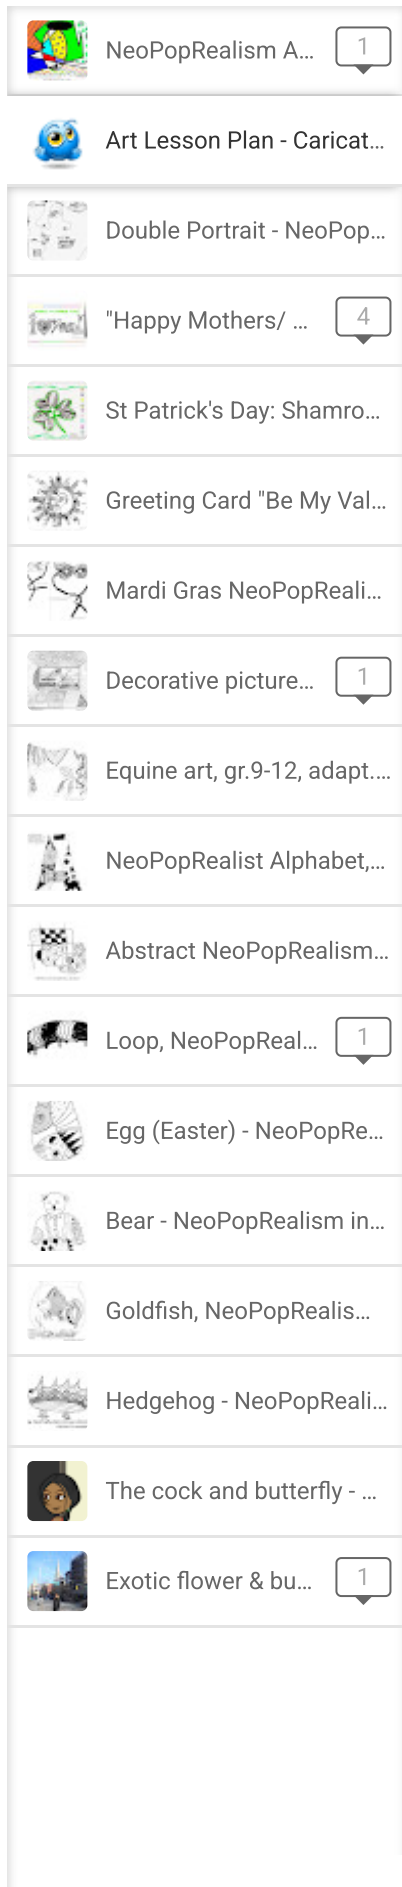 NeoPopRealism A...
1
Art Lesson Plan - Caricat...
Double Portrait - NeoPop...
"Happy Mothers/ ...
4
St Patrick's Day: Shamro...
Greeting Card "Be My Val...
Mardi Gras NeoPopReali...
Decorative picture...
1
Equine art, gr.9-12, adapt....
NeoPopRealist Alphabet,...
Abstract NeoPopRealism...
Loop, NeoPopReal...
1
Egg (Easter) - NeoPopRe...
Bear - NeoPopRealism in...
Goldfish, NeoPopRealis...
Hedgehog - NeoPopReali...
The cock and butterfly - ...
Exotic flower & bu...
1